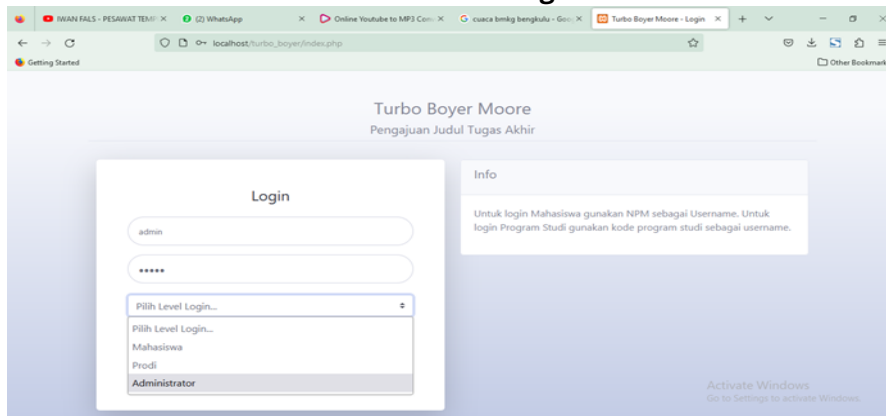 IWAN FALS - PESAWAT TEMP
(2) WhatsApp
Online Youtube to MP3 Conv
cuaca bmkg bengkulu - Goo
Turbo Boyer Moore - Login
localhost/turbo_boyer/index.php
Getting Started
Other Bookmark
Turbo Boyer Moore
Pengajuan Judul Tugas Akhir
Login
admin
•••••
Pilih Level Login...
Pilih Level Login...
Mahasiswa
Prodi
Administrator
Info
Untuk login Mahasiswa gunakan NPM sebagai Username. Untuk
login Program Studi gunakan kode program studi sebagai username.
Activate Windows
Go to Settings to activate Windows.